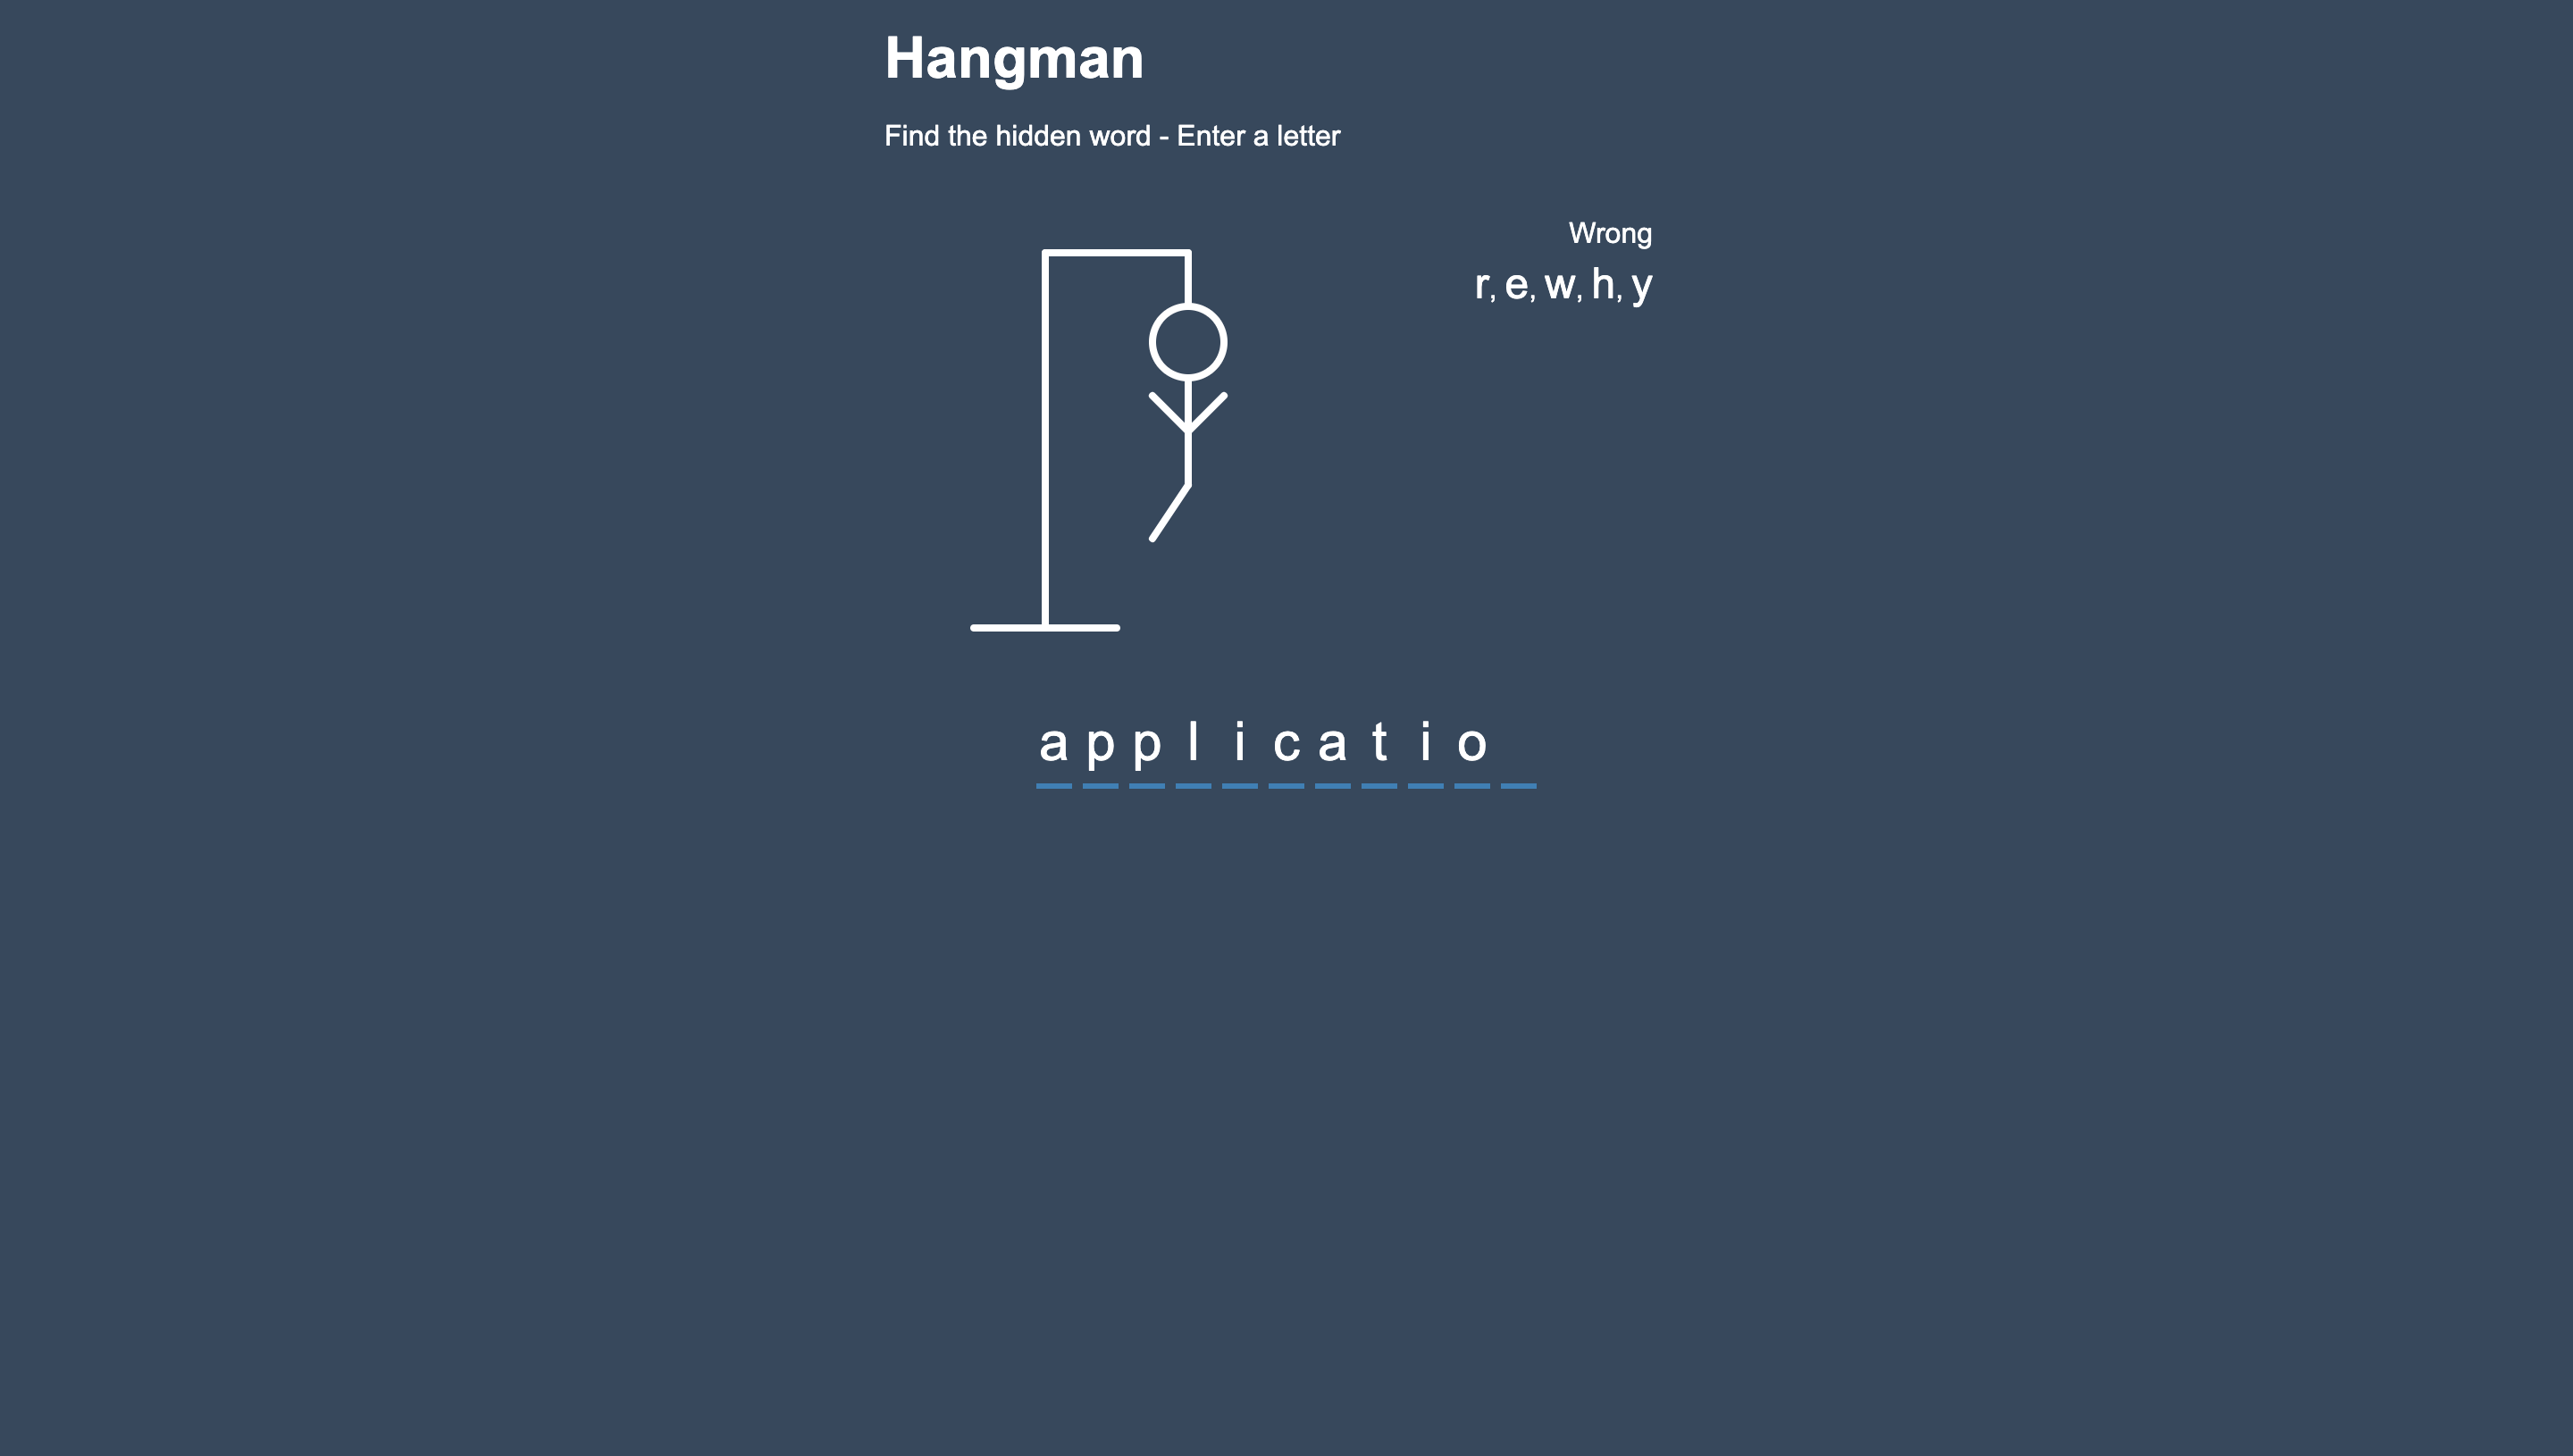 Hangman
Find the hidden word - Enter a letter
Wrong
r, e, w, h, y
a p p l i c a t i o